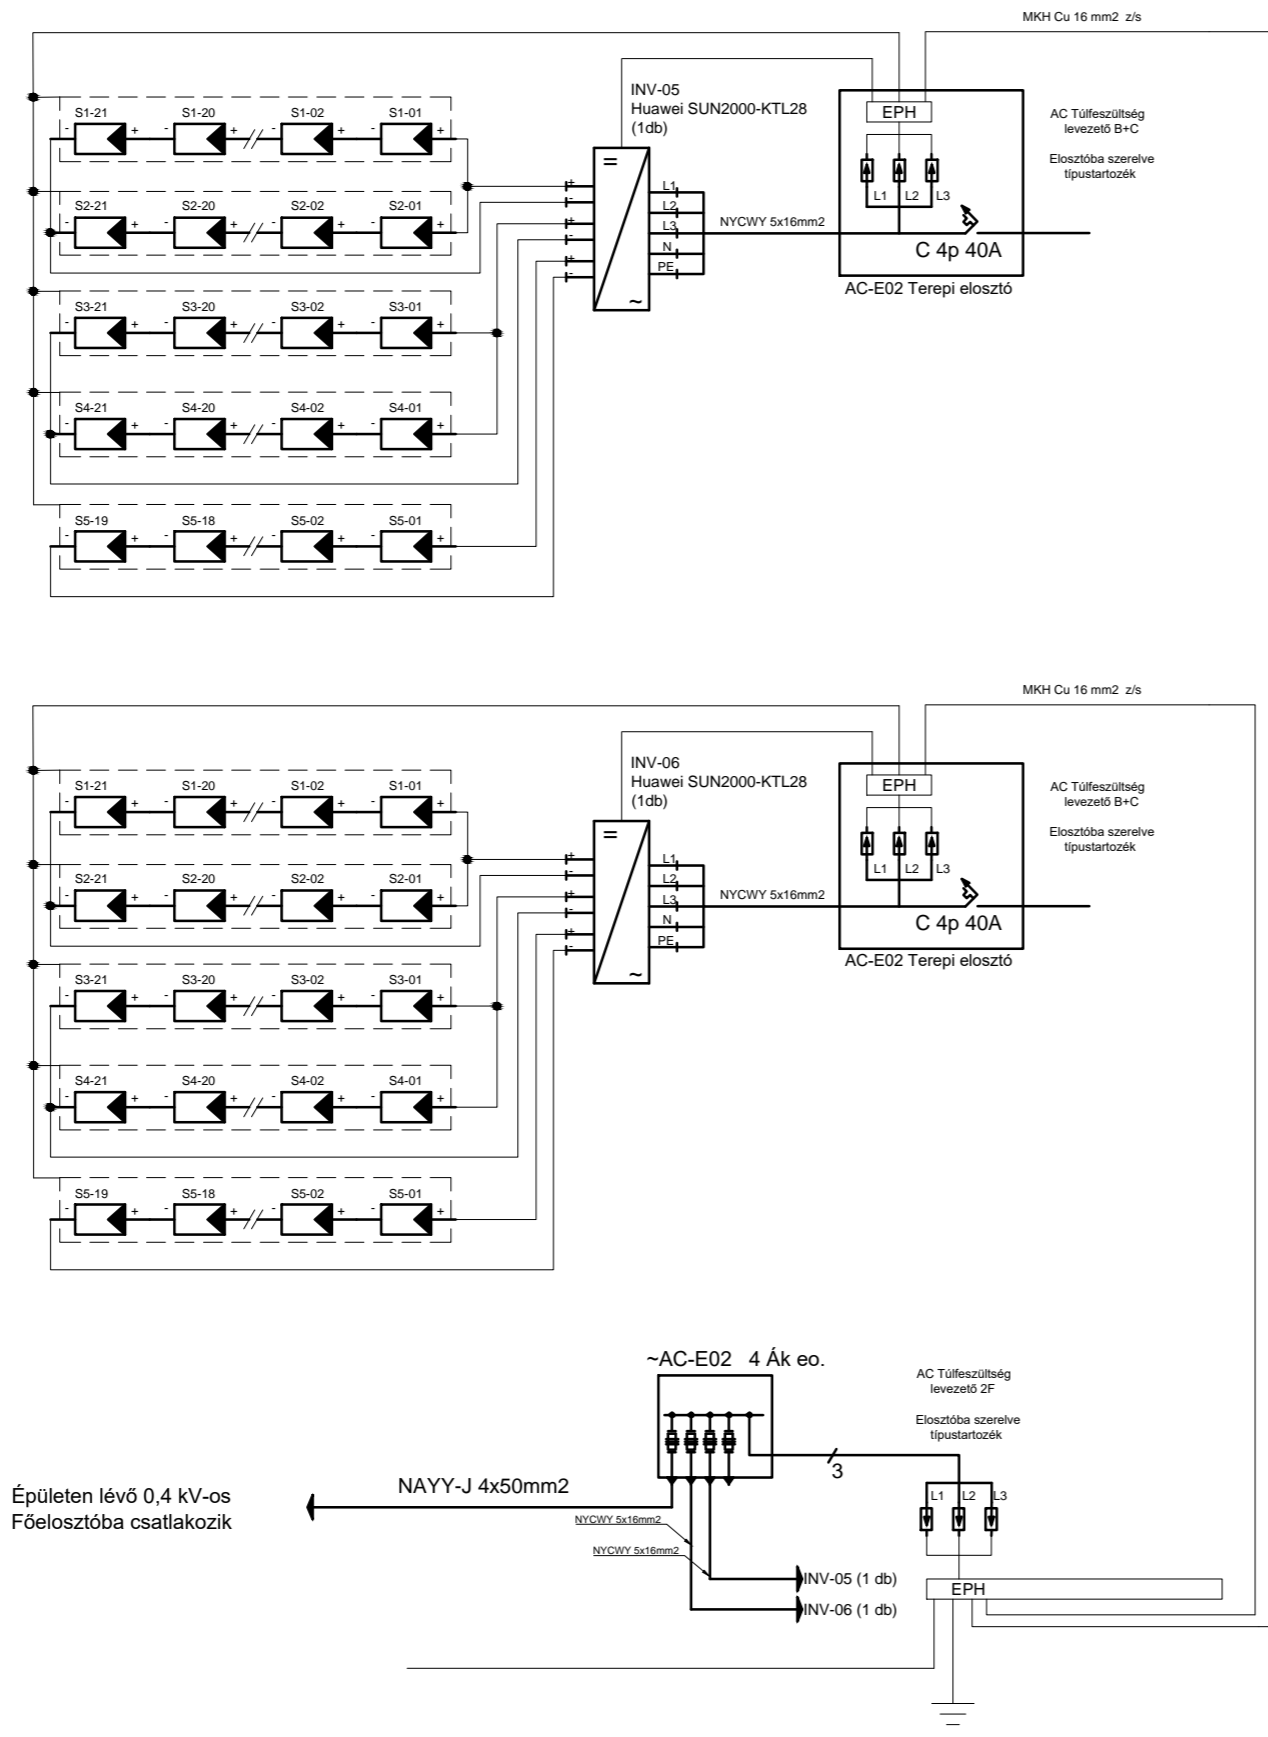 MKH Cu 16 mm2 z/s
INV-05
Huawei SUN2000-KTL28
(1db)
EPH
AC Túlfeszültség
levezető B+C
Elosztóba szerelve
típustartozék
S1-21 S1-20 S1-02 S1-01
- + - + - + - +
S2-21 S2-20 S2-02 S2-01
- + - + - + - +
S3-21 S3-20 S3-02 S3-01
- + - + - + - +
S4-21 S4-20 S4-02 S4-01
- + - + - + - +
S5-19 S5-18 S5-02 S5-01
- + - + - + - +
+
-
+
-
+
-
=
~
L1
L2
L3
N
PE
NYCWY 5x16mm2
L1 L2 L3
C 4p 40A
AC-E02 Terepi elosztó
MKH Cu 16 mm2 z/s
INV-06
Huawei SUN2000-KTL28
(1db)
EPH
AC Túlfeszültség
levezető B+C
Elosztóba szerelve
típustartozék
S1-21 S1-20 S1-02 S1-01
- + - + - + - +
S2-21 S2-20 S2-02 S2-01
- + - + - + - +
S3-21 S3-20 S3-02 S3-01
- + - + - + - +
S4-21 S4-20 S4-02 S4-01
- + - + - + - +
S5-19 S5-18 S5-02 S5-01
- + - + - + - +
+
-
+
-
+
-
=
~
L1
L2
L3
N
PE
NYCWY 5x16mm2
L1 L2 L3
C 4p 40A
AC-E02 Terepi elosztó
~AC-E02 4 Ák eo.
AC Túlfeszültség
levezető 2F
Elosztóba szerelve
típustartozék
3
Épületen lévő 0,4 kV-os
Főelosztóba csatlakozik
NAYY-J 4x50mm2
NYCWY 5x16mm2
NYCWY 5x16mm2
L1 L2 L3
INV-05 (1 db)
INV-06 (1 db)
EPH